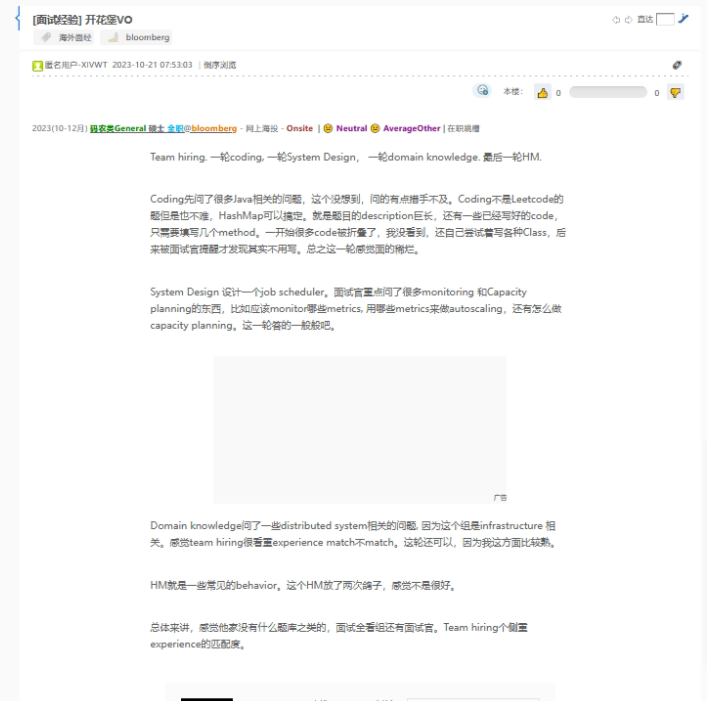 [面试经验] 开花堡VO
直达
海外面经 bloomberg
匿名用户-XIVWT 2023-10-21 07:53:03 | 倒序浏览
本楼： 0 0
2023(10-12月) 码农类General 硕士 全职@bloomberg - 网上海投 - Onsite | Neutral AverageOther | 在职跳槽
Team hiring. 一轮coding, 一轮System Design， 一轮domain knowledge. 最后一轮HM.
Coding先问了很多Java相关的问题，这个没想到，问的有点措手不及。Coding不是Leetcode的
题但是也不难，HashMap可以搞定。就是题目的description巨长，还有一些已经写好的code，
只需要填写几个method。一开始很多code被折叠了，我没看到，还自己尝试着写各种Class，后
来被面试官提醒才发现其实不用写。总之这一轮感觉面的稀烂。
System Design 设计一个job scheduler。面试官重点问了很多monitoring 和Capacity
planning的东西，比如应该monitor哪些metrics, 用哪些metrics来做autoscaling，还有怎么做
capacity planning。这一轮答的一般般吧。
广告
Domain knowledge问了一些distributed system相关的问题, 因为这个组是infrastructure 相
关。感觉team hiring很看重experience match不match。这轮还可以，因为我这方面比较熟。
HM就是一些常见的behavior。这个HM放了两次鸽子，感觉不是很好。
总体来讲，感觉他家没有什么题库之类的，面试全看组还有面试官。Team hiring个侧重
experience的匹配度。